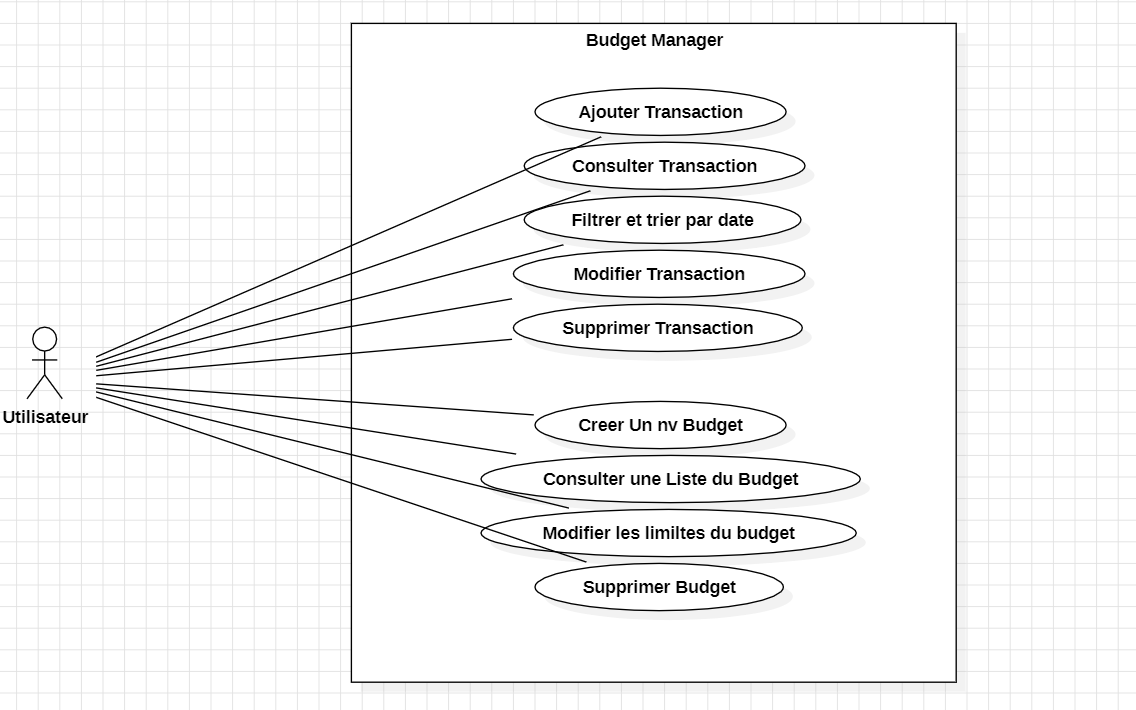 Budget Manager
Ajouter Transaction
Consulter Transaction
Filtrer et trier par date
Modifier Transaction
Supprimer Transaction
Utilisateur
Creer Un nv Budget
Consulter une Liste du Budget
Modifier les limiltes du budget
Supprimer Budget